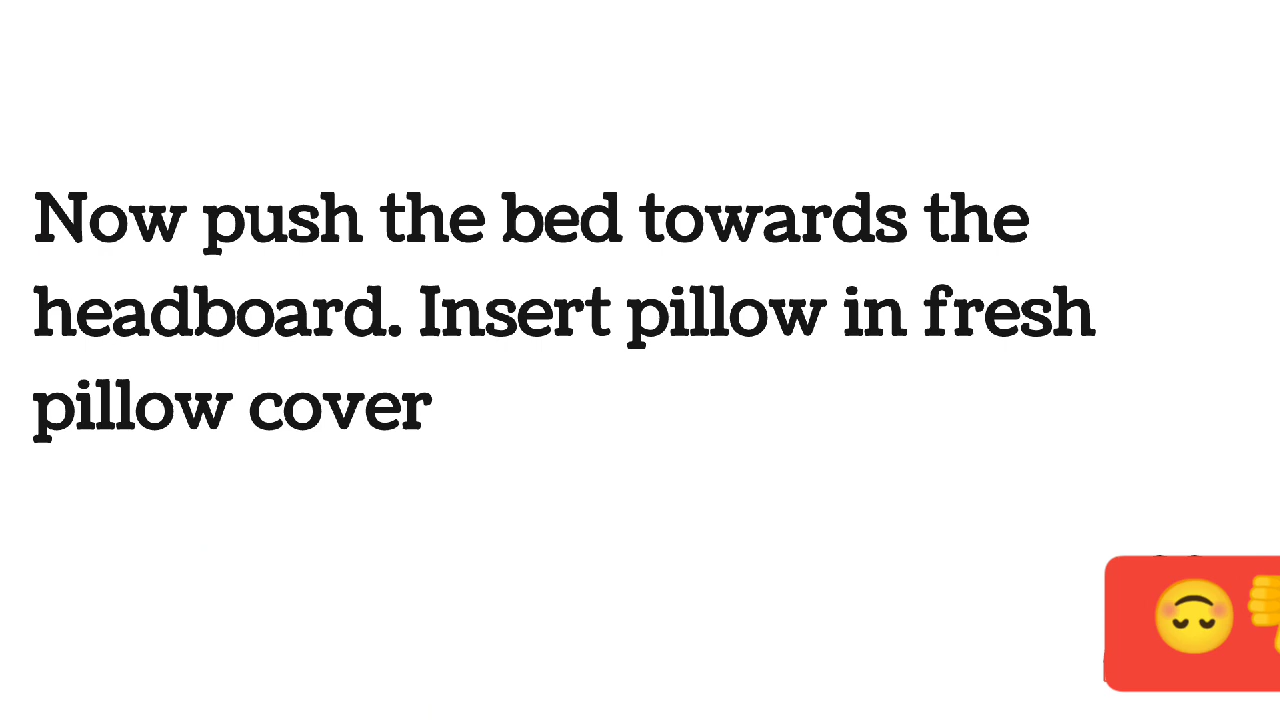 Now push the bed towards the
headboard. Insert pillow in fresh
pillow cover